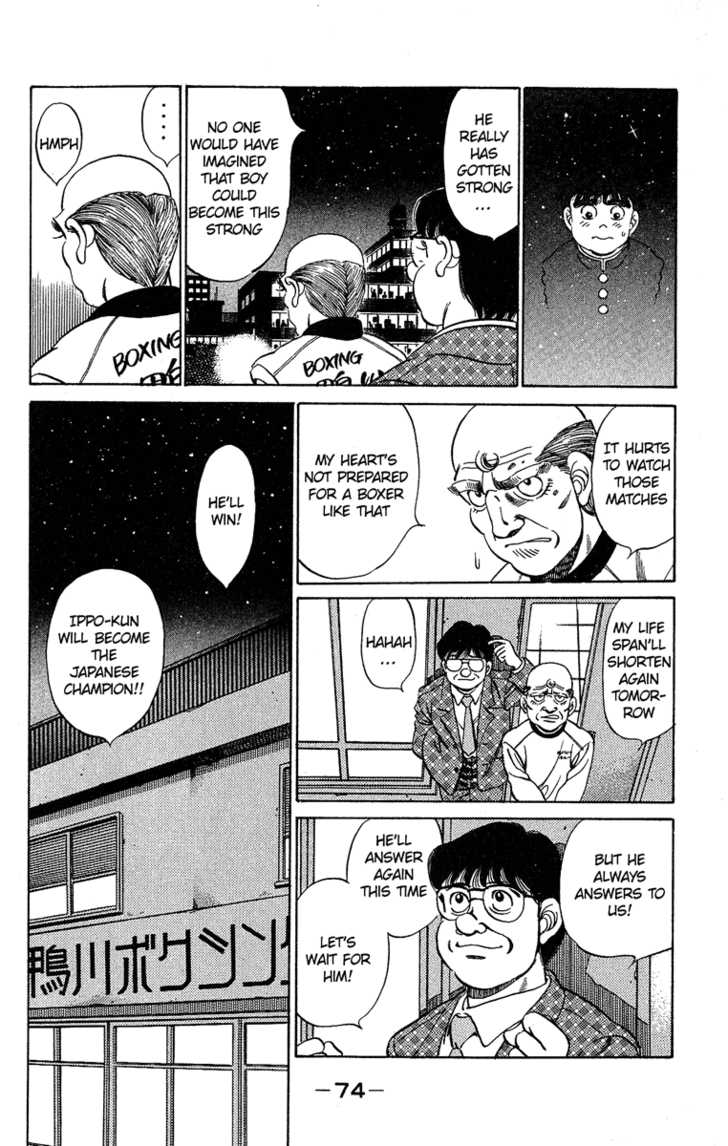 HE
REALLY
HAS
GOTTEN
STRONG
...
NO ONE
WOULD HAVE
IMAGINED
THAT BOY
COULD
BECOME THIS
STRONG
BOXING
....
HMPH
BOXING
IT HURTS
TO WATCH
THOSE
MATCHES
MY HEART'S
NOT PREPARED
FOR A BOXER
LIKE THAT
MY LIFE
SPAN'LL
SHORTEN
AGAIN
TOMOR-
ROW
HAHAH
...
BUT HE
ALWAYS
ANSWERS TO
US!
HE'LL
ANSWER
AGAIN
THIS TIME
LET'S
WAIT FOR
HIM!
HE'LL
WIN!
IPPO-KUN
WILL BECOME
THE
JAPANESE
CHAMPION!!
鴨川ボクシング
—74—